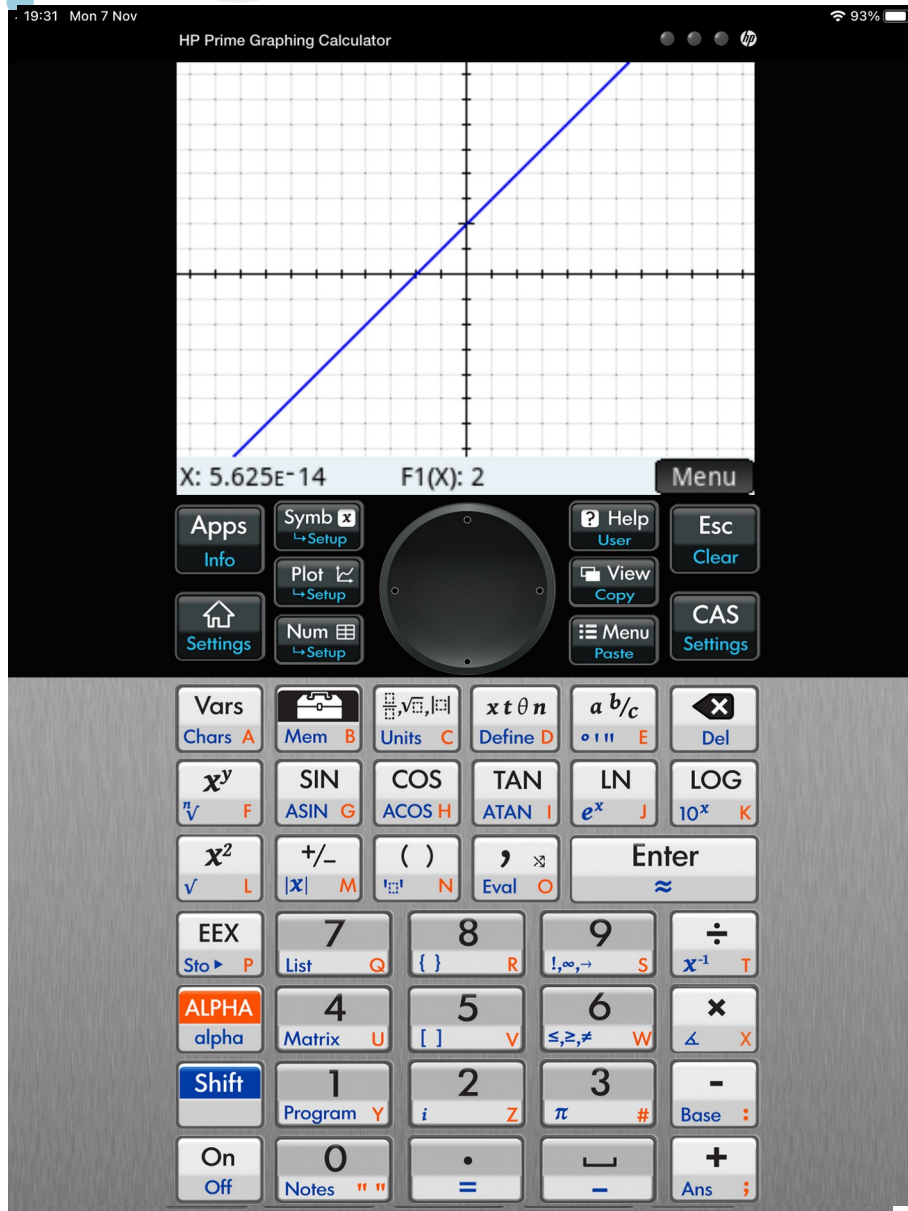 19:31 Mon 7 Nov
93%
HP Prime Graphing Calculator
hp
X: 5.625E-14 F1(X): 2 Menu
Apps
Info
Symb x
↳Setup
? Help
User
Esc
Clear
Plot
↳Setup
View
Copy
Settings
Num
↳Setup
Menu
Paste
CAS
Settings
Vars
Chars A
Mem B
√, | |
Units C
x t θ n
Define D
a b/c
° ' " E
Del
xʸ
ⁿ√ F
SIN
ASIN G
COS
ACOS H
TAN
ATAN I
LN
eˣ J
LOG
10ˣ K
x²
√ L
+/−
|x| M
( )
' ' N
,
Eval O
Enter
≈
EEX
Sto ► P
7
List Q
8
{ } R
9
!,∞,→ S
÷
x⁻¹ T
ALPHA
alpha
4
Matrix U
5
[ ] V
6
≤,≥,≠ W
×
∡ X
Shift
1
Program Y
2
i Z
3
π #
-
Base :
On
Off
0
Notes " "
.
=
␣
_
+
Ans ;